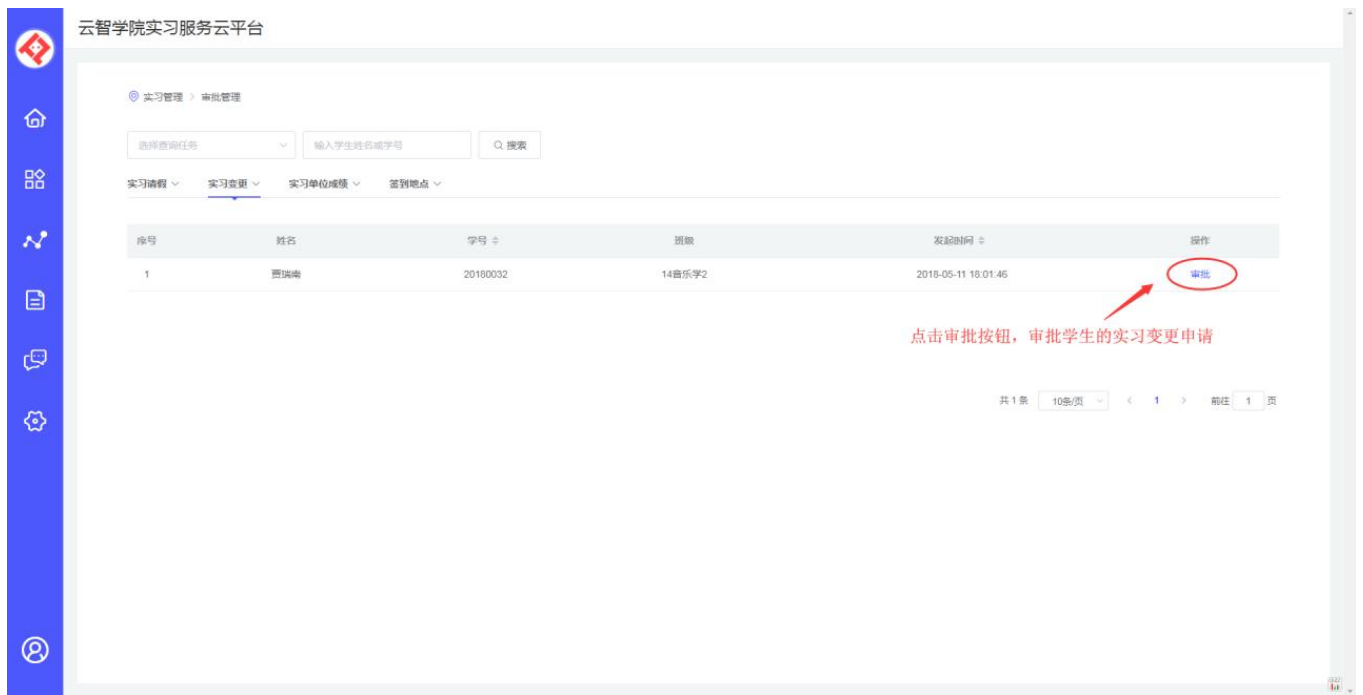 云智学院实习服务云平台
实习管理 > 审批管理
选择查询任务 输入学生姓名或学号 搜索
实习请假 实习变更 实习单位成绩 签到地点
序号 姓名 学号 班级 发起时间 操作
1 贾瑞南 20180032 14音乐学2 2018-05-11 18:01:46 审批
点击审批按钮，审批学生的实习变更申请
共 1 条 10条/页 < 1 > 前往 1 页